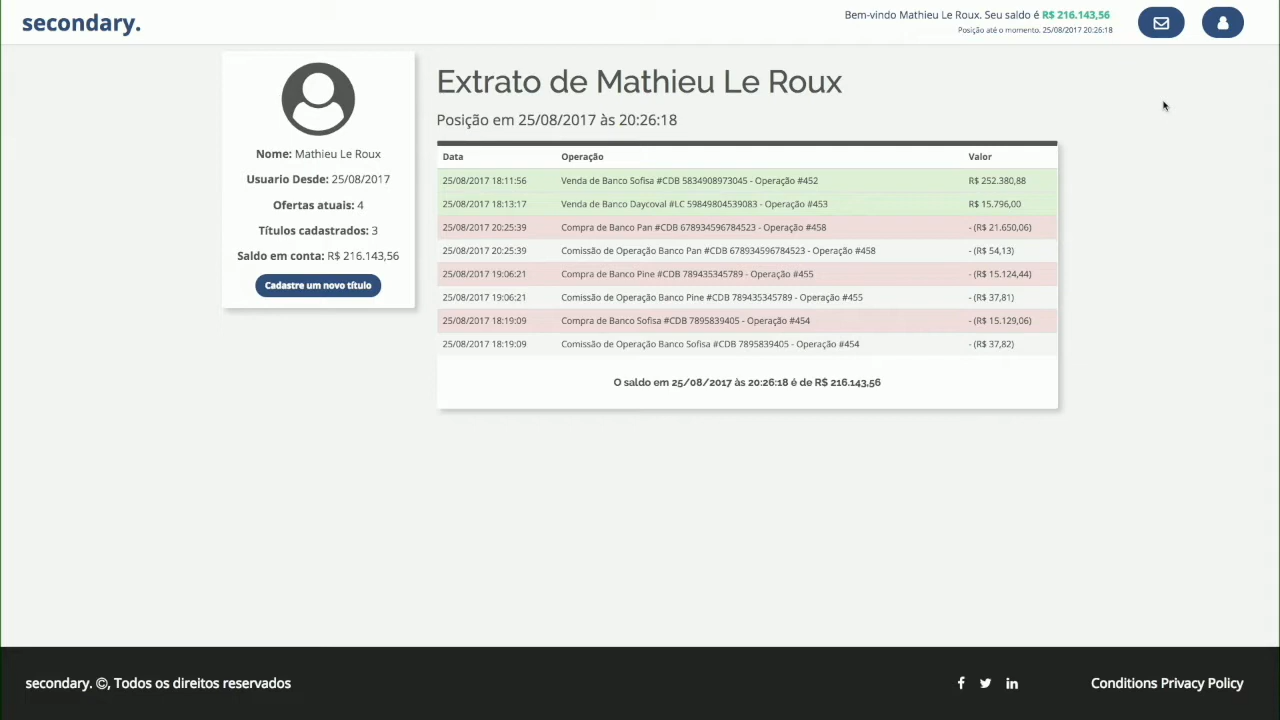 secondary.
Bem-vindo Mathieu Le Roux. Seu saldo é R$ 216.143,56
Posição até o momento. 25/08/2017 20:26:18
Nome: Mathieu Le Roux
Usuario Desde: 25/08/2017
Ofertas atuais: 4
Títulos cadastrados: 3
Saldo em conta: R$ 216.143,56
Cadastre um novo título
Extrato de Mathieu Le Roux
Posição em 25/08/2017 às 20:26:18
Data Operação Valor
25/08/2017 18:11:56 Venda de Banco Sofisa #CDB 5834908973045 - Operação #452 R$ 252.380,88
25/08/2017 18:13:17 Venda de Banco Daycoval #LC 59849804539083 - Operação #453 R$ 15.796,00
25/08/2017 20:25:39 Compra de Banco Pan #CDB 678934596784523 - Operação #458 - (R$ 21.650,06)
25/08/2017 20:25:39 Comissão de Operação Banco Pan #CDB 678934596784523 - Operação #458 - (R$ 54,13)
25/08/2017 19:06:21 Compra de Banco Pine #CDB 789435345789 - Operação #455 - (R$ 15.124,44)
25/08/2017 19:06:21 Comissão de Operação Banco Pine #CDB 789435345789 - Operação #455 - (R$ 37,81)
25/08/2017 18:19:09 Compra de Banco Sofisa #CDB 7895839405 - Operação #454 - (R$ 15.129,06)
25/08/2017 18:19:09 Comissão de Operação Banco Sofisa #CDB 7895839405 - Operação #454 - (R$ 37,82)
O saldo em 25/08/2017 às 20:26:18 é de R$ 216.143,56
secondary. ©, Todos os direitos reservados
Conditions Privacy Policy